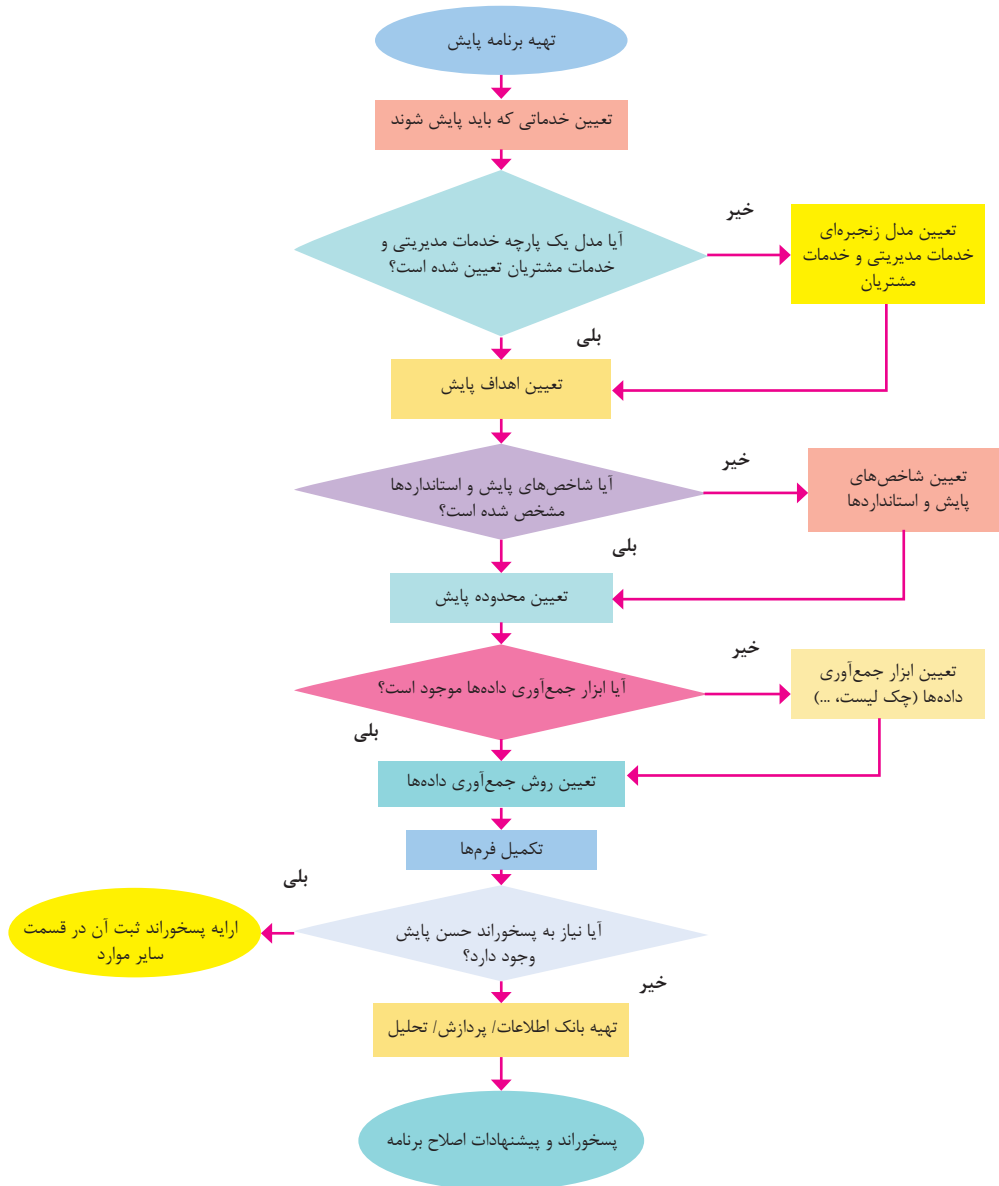 تهیه برنامه پایش
تعیین خدماتی که باید پایش شوند
آیا مدل یک پارچه خدمات مدیریتی و
خدمات مشتریان تعیین شده است؟
خیر
تعیین مدل زنجبره‌ای
خدمات مدیریتی و خدمات
مشتریان
بلی
تعیین اهداف پایش
آیا شاخص‌های پایش و استانداردها
مشخص شده است؟
خیر
تعیین شاخص‌های
پایش و استانداردها
بلی
تعیین محدوده پایش
آیا ابزار جمع‌آوری داده‌ها موجود است؟
خیر
تعیین ابزار جمع‌آوری
داده‌ها (چک لیست، ...)
بلی
تعیین روش جمع‌آوری داده‌ها
تکمیل فرم‌ها
آیا نیاز به پسخوراند حسن پایش
وجود دارد؟
بلی
ارایه پسخوراند ثبت آن در قسمت
سایر موارد
خیر
تهیه بانک اطلاعات/ پردازش/ تحلیل
پسخوراند و پیشنهادات اصلاح برنامه